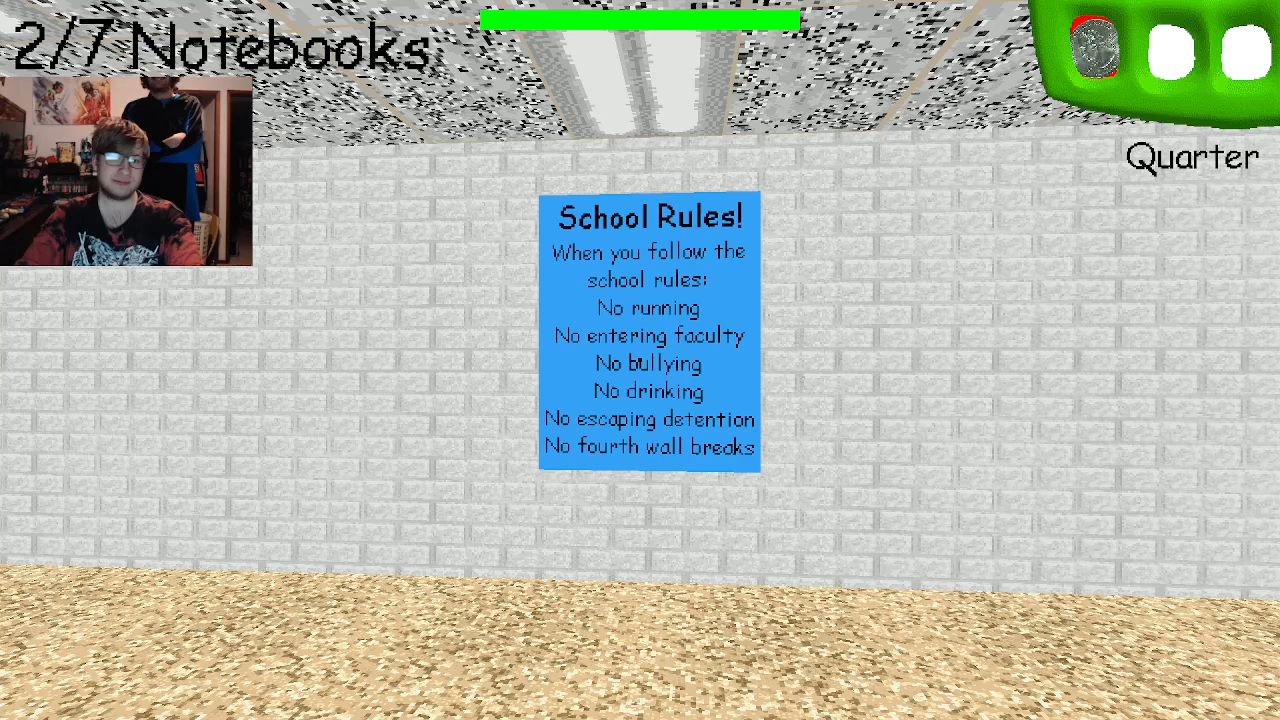 2/7 Notebooks
Quarter
School Rules!
When you follow the
school rules:
No running
No entering faculty
No bullying
No drinking
No escaping detention
No fourth wall breaks